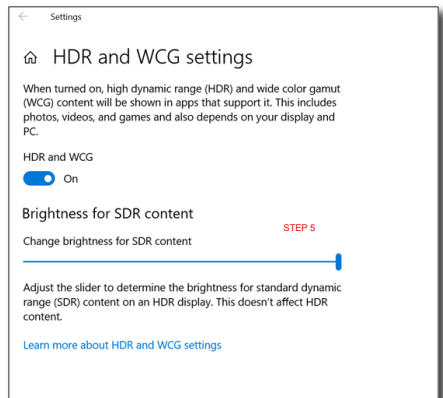 Settings
HDR and WCG settings
When turned on, high dynamic range (HDR) and wide color gamut
(WCG) content will be shown in apps that support it. This includes
photos, videos, and games and also depends on your display and
PC.
HDR and WCG
On
Brightness for SDR content
STEP 5
Change brightness for SDR content
Adjust the slider to determine the brightness for standard dynamic
range (SDR) content on an HDR display. This doesn't affect HDR
content.
Learn more about HDR and WCG settings